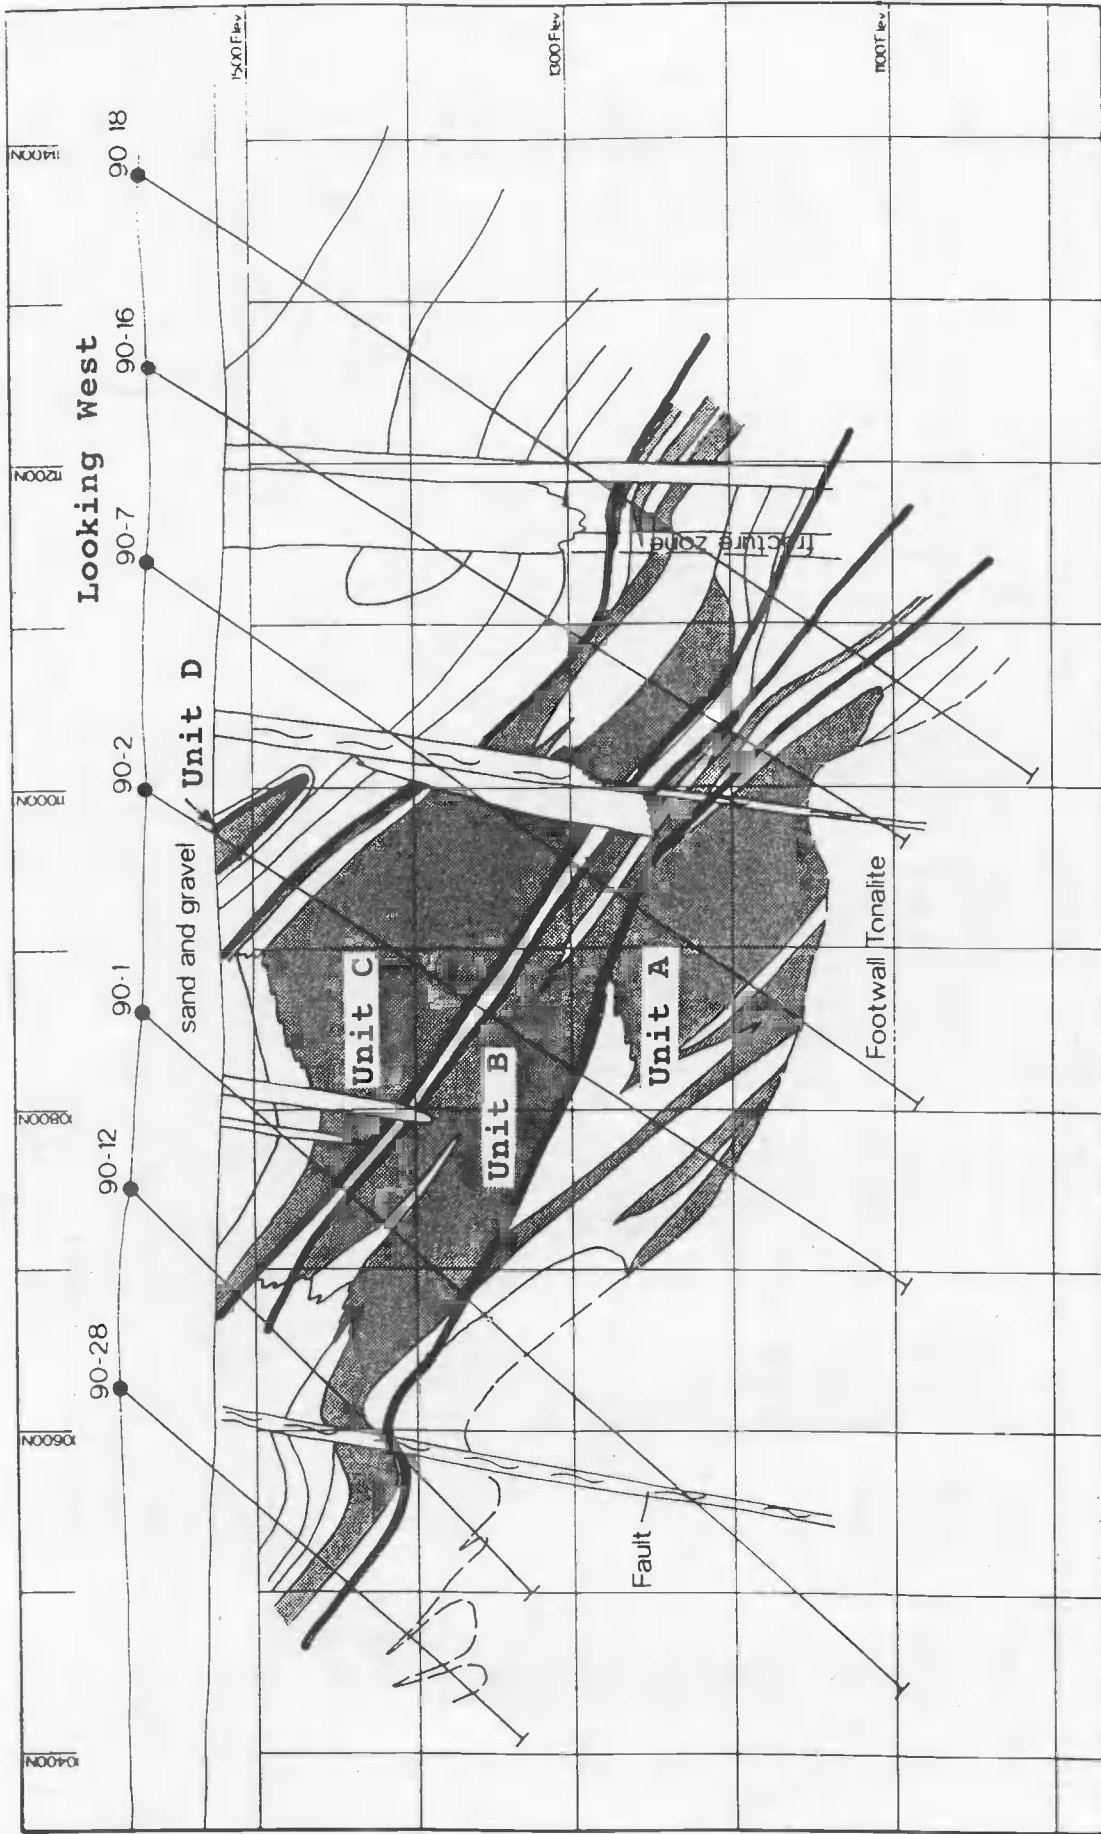 Looking West
10400N
10600N
10800N
11000N
11200N
11400N
90-28
90-12
90-1
90-2
90-7
90-16
90 18
sand and gravel
Unit D
1500 Elev
1300 Elev
1100 Elev
Unit C
Unit B
Unit A
fracture zone
Fault
Footwall Tonalite